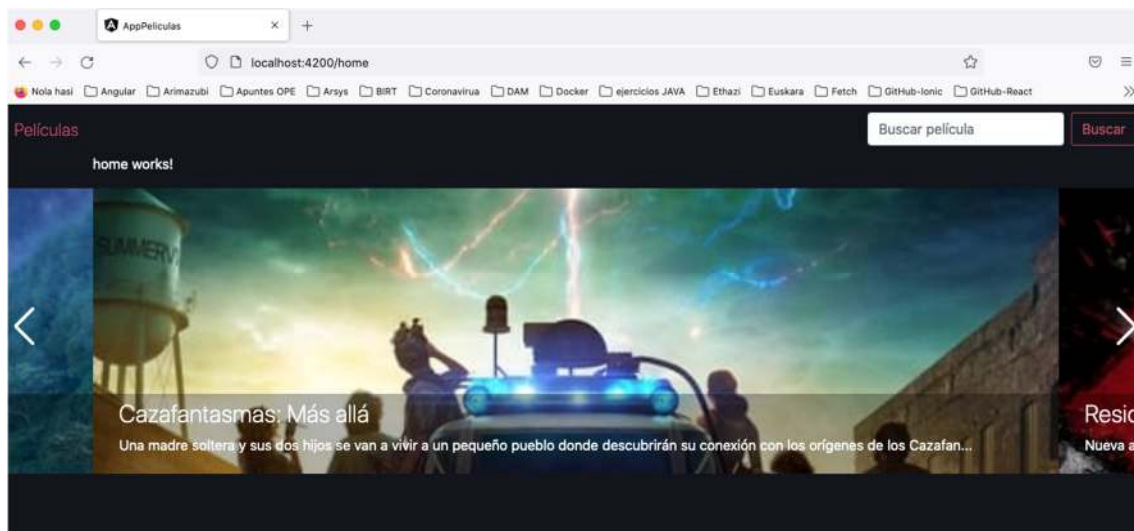 AppPeliculas
localhost:4200/home
Nola hasi Angular Arimazubi Apuntes OPE Arsys BIRT Coronavirua DAM Docker ejercicios JAVA Ethazi Euskara Fetch GitHub-Ionic GitHub-React
Películas Buscar película Buscar
home works!
SUMMERV
Cazafantasmas: Más allá
Una madre soltera y sus dos hijos se van a vivir a un pequeño pueblo donde descubrirán su conexión con los orígenes de los Cazafan...
Resid
Nueva a